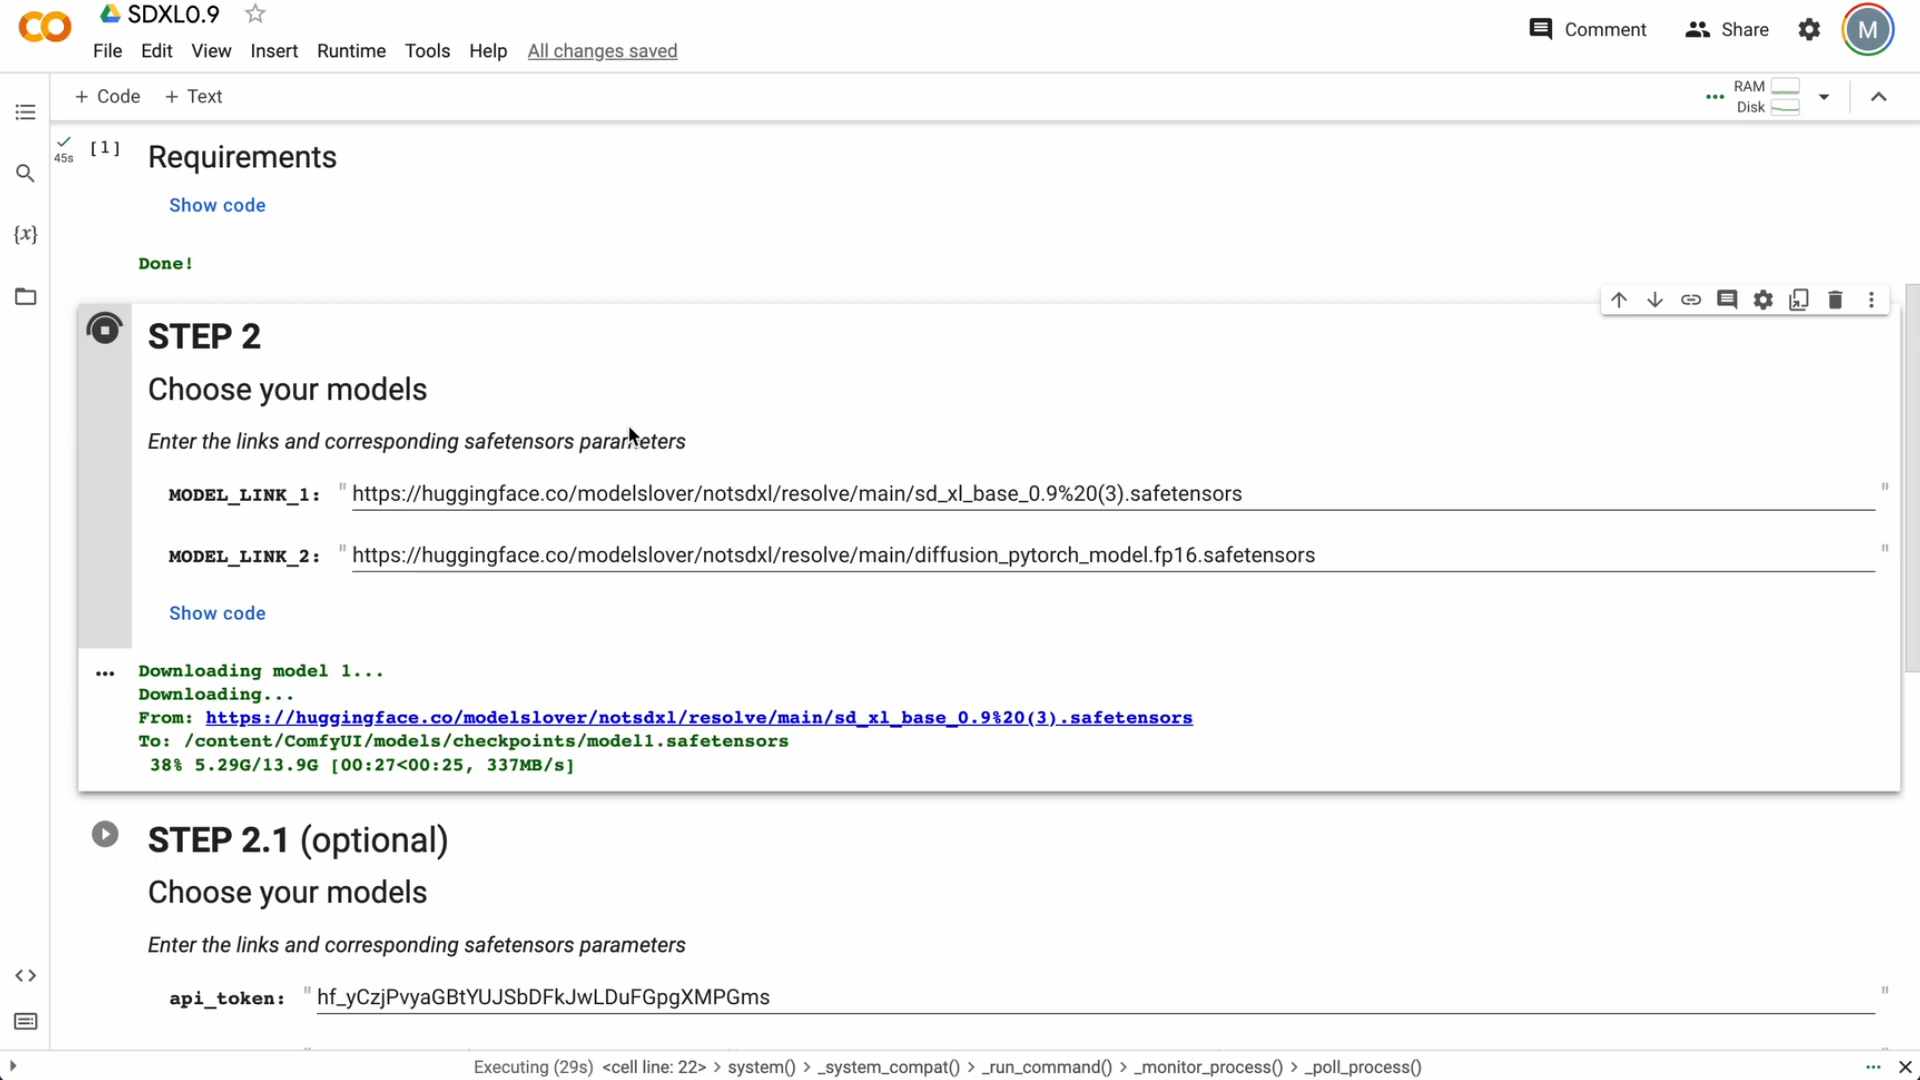 SDXL0.9
File Edit View Insert Runtime Tools Help All changes saved
Comment Share M
+ Code + Text
RAM
Disk
45s [1] Requirements
Show code
Done!
STEP 2
Choose your models
Enter the links and corresponding safetensors parameters
MODEL_LINK_1: "https://huggingface.co/modelslover/notsdxl/resolve/main/sd_xl_base_0.9%20(3).safetensors"
MODEL_LINK_2: "https://huggingface.co/modelslover/notsdxl/resolve/main/diffusion_pytorch_model.fp16.safetensors"
Show code
Downloading model 1...
Downloading...
From: https://huggingface.co/modelslover/notsdxl/resolve/main/sd_xl_base_0.9%20(3).safetensors
To: /content/ComfyUI/models/checkpoints/model1.safetensors
38% 5.29G/13.9G [00:27<00:25, 337MB/s]
STEP 2.1 (optional)
Choose your models
Enter the links and corresponding safetensors parameters
api_token: "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"
Executing (29s) <cell line: 22> > system() > _system_compat() > _run_command() > _monitor_process() > _poll_process()